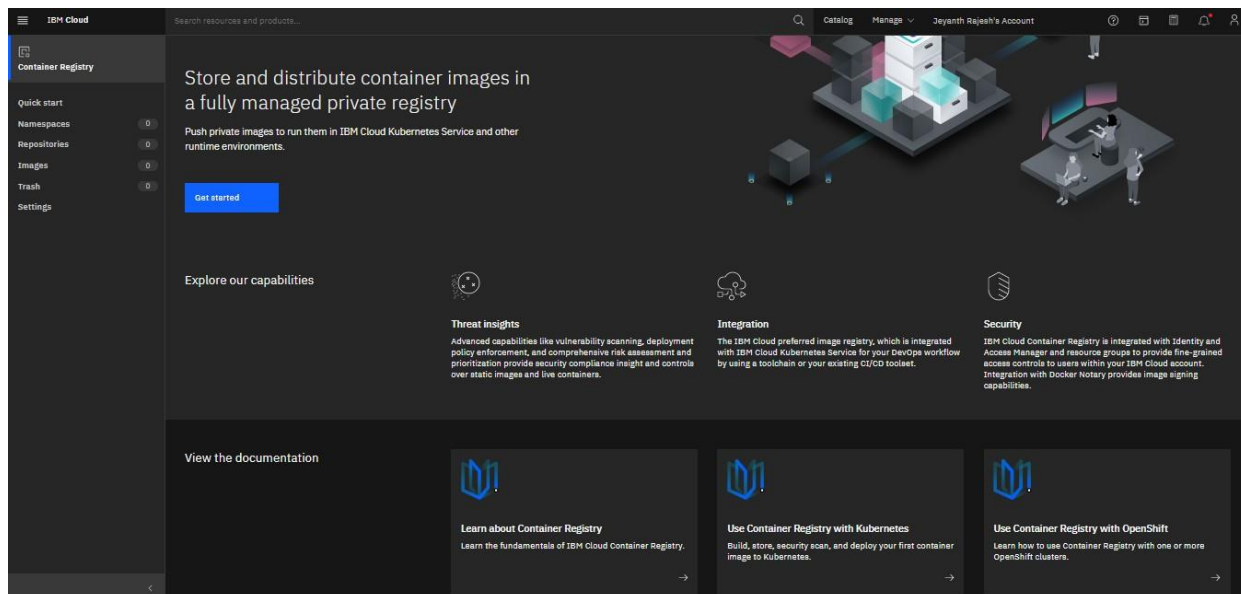 IBM Cloud
Search resources and products...
Catalog
Manage
Jeyanth Rajesh's Account
Container Registry
Quick start
Namespaces 0
Repositories 0
Images 0
Trash 0
Settings
Store and distribute container images in
a fully managed private registry
Push private images to run them in IBM Cloud Kubernetes Service and other
runtime environments.
Get started
Explore our capabilities
Threat insights
Advanced capabilities like vulnerability scanning, deployment
policy enforcement, and comprehensive risk assessment and
prioritization provide security compliance insight and controls
over static images and live containers.
Integration
The IBM Cloud preferred image registry, which is integrated
with IBM Cloud Kubernetes Service for your DevOps workflow
by using a toolchain or your existing CI/CD toolset.
Security
IBM Cloud Container Registry is integrated with Identity and
Access Manager and resource groups to provide fine-grained
access controls to users within your IBM Cloud account.
Integration with Docker Notary provides image signing
capabilities.
View the documentation
Learn about Container Registry
Learn the fundamentals of IBM Cloud Container Registry.
Use Container Registry with Kubernetes
Build, store, security scan, and deploy your first container
image to Kubernetes.
Use Container Registry with OpenShift
Learn how to use Container Registry with one or more
OpenShift clusters.